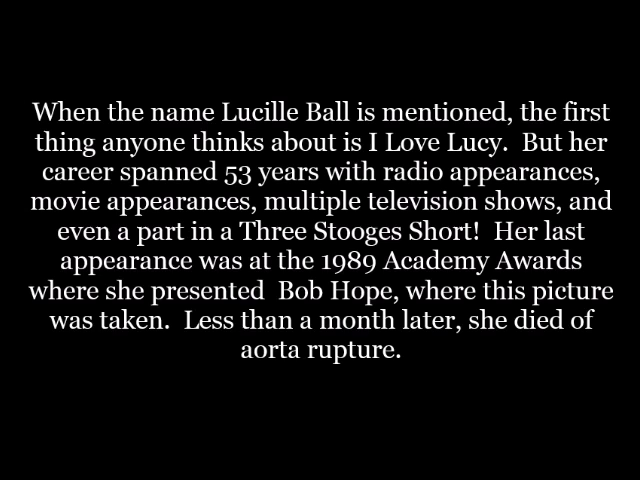 When the name Lucille Ball is mentioned, the first
thing anyone thinks about is I Love Lucy.  But her
career spanned 53 years with radio appearances,
movie appearances, multiple television shows, and
even a part in a Three Stooges Short!  Her last
appearance was at the 1989 Academy Awards
where she presented  Bob Hope, where this picture
was taken.  Less than a month later, she died of
aorta rupture.